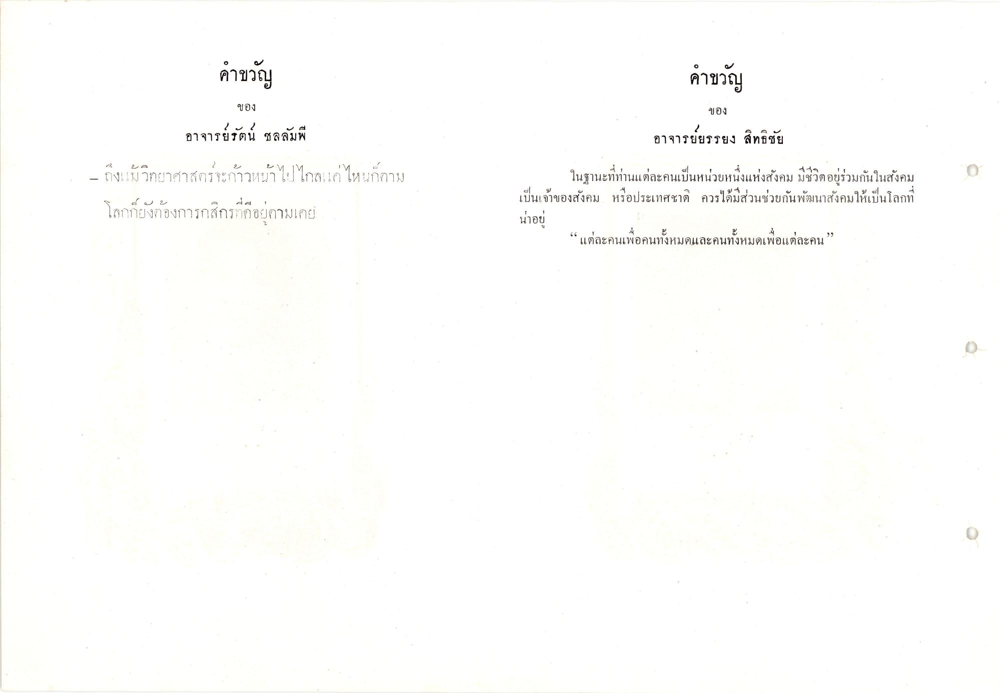 คำขวัญ
ของ
อาจารย์รัตน์ ชลลัมพี
– ถึงแม้วิทยาศาสตร์จะก้าวหน้าไปไกลแค่ไหนก็ตาม
โลกก็ยังต้องการกสิกรที่ดีอยู่ตามเคย
คำขวัญ
ของ
อาจารย์ยรรยง สิทธิชัย
ในฐานะที่ท่านแต่ละคนเป็นหน่วยหนึ่งแห่งสังคม มีชีวิตอยู่ร่วมกันในสังคม
เป็นเจ้าของสังคม หรือประเทศชาติ ควรได้มีส่วนช่วยกันพัฒนาสังคมให้เป็นโลกที่
น่าอยู่
“ แต่ละคนเพื่อคนทั้งหมดและคนทั้งหมดเพื่อแต่ละคน ”